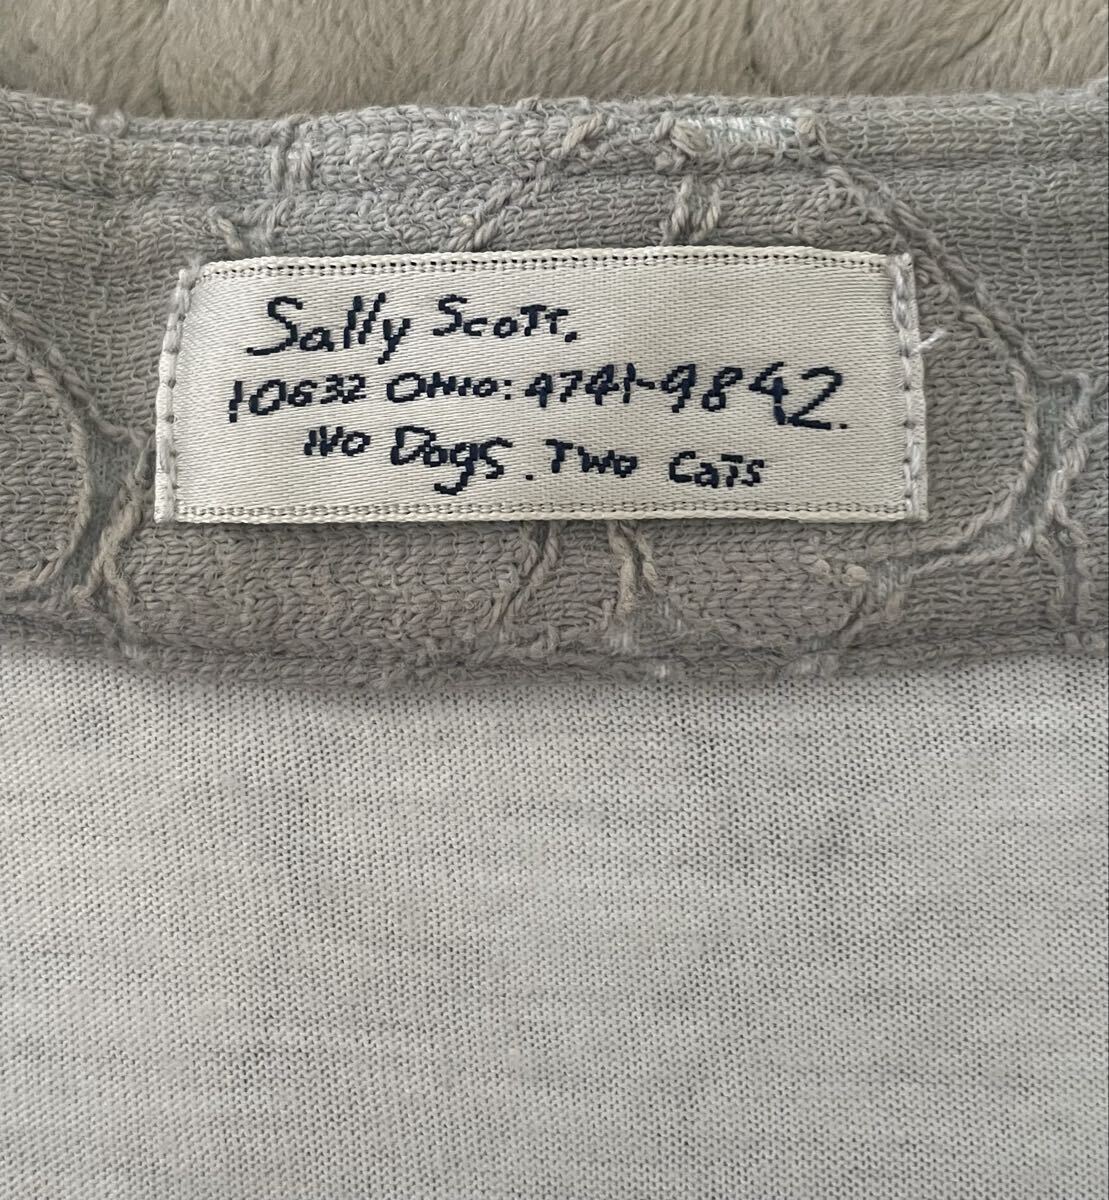 Sally Scott.
10632 Ohio: 4741-9842.
No Dogs. Two Cats